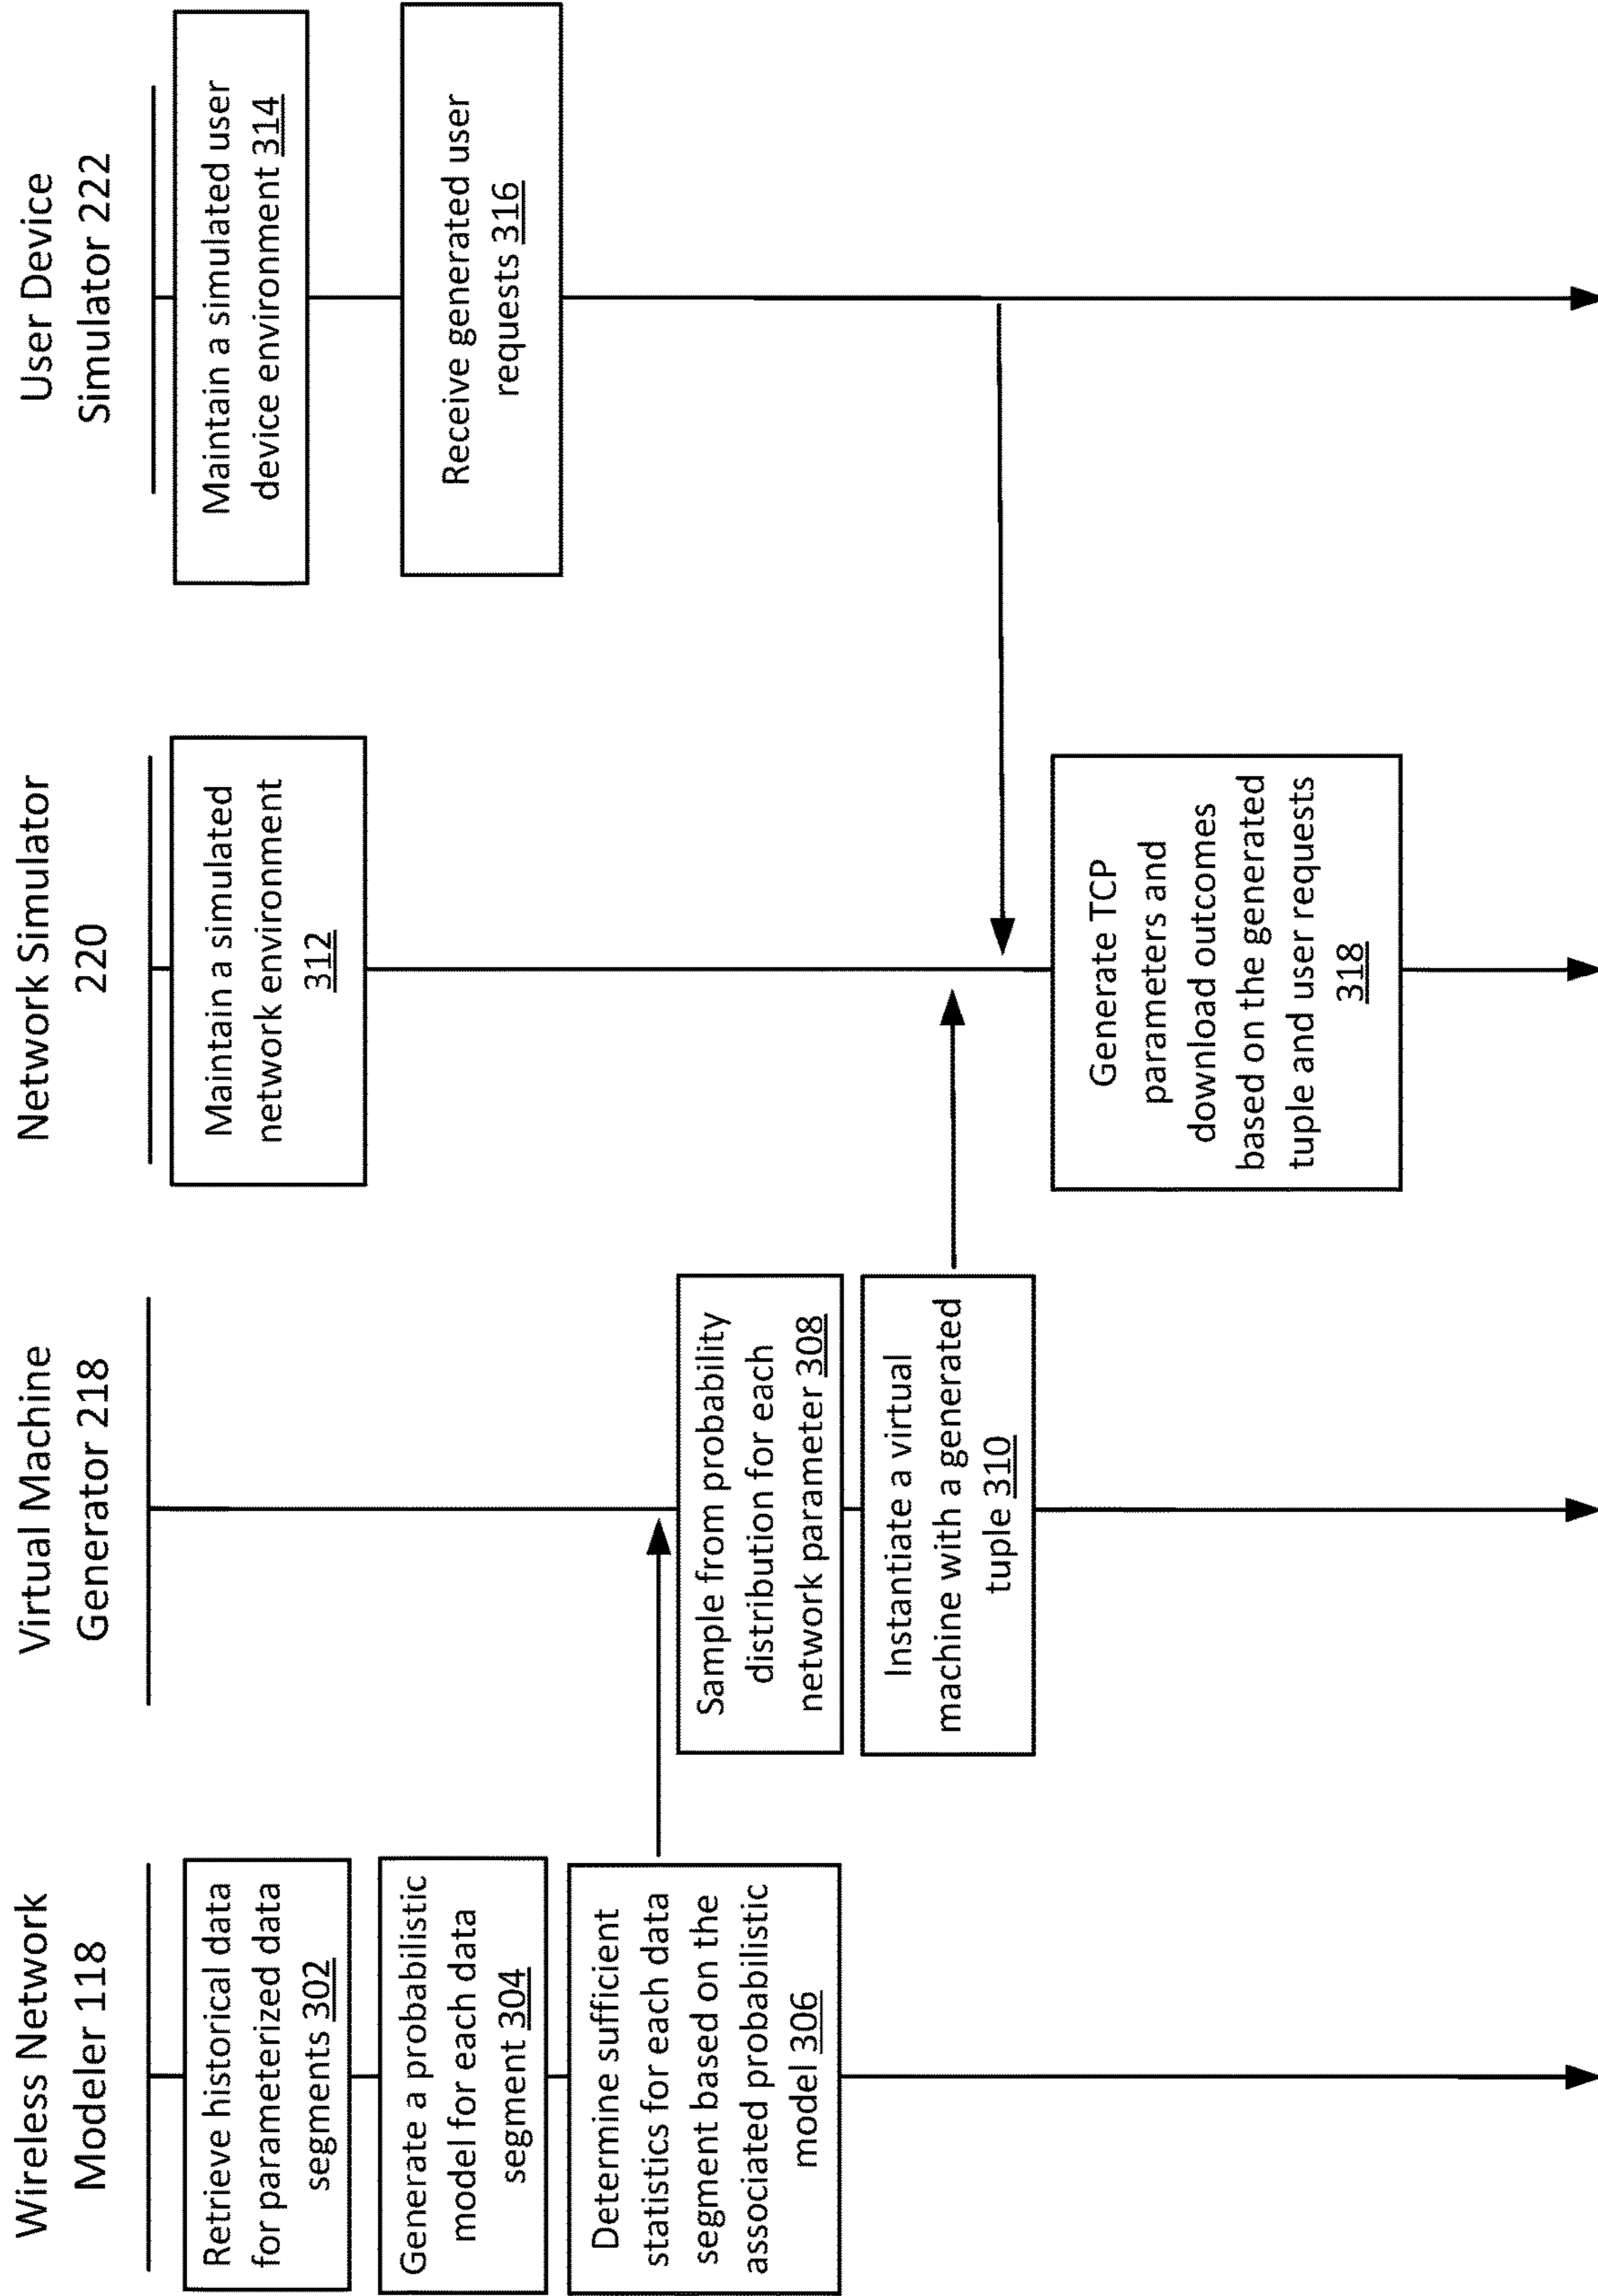 Wireless Network
Modeler 118
Retrieve historical data
for parameterized data
segments 302
Generate a probabilistic
model for each data
segment 304
Determine sufficient
statistics for each data
segment based on the
associated probabilistic
model 306
Virtual Machine
Generator 218
Sample from probability
distribution for each
network parameter 308
Instantiate a virtual
machine with a generated
tuple 310
Network Simulator
220
Maintain a simulated
network environment
312
Generate TCP
parameters and
download outcomes
based on the generated
tuple and user requests
318
User Device
Simulator 222
Maintain a simulated user
device environment 314
Receive generated user
requests 316